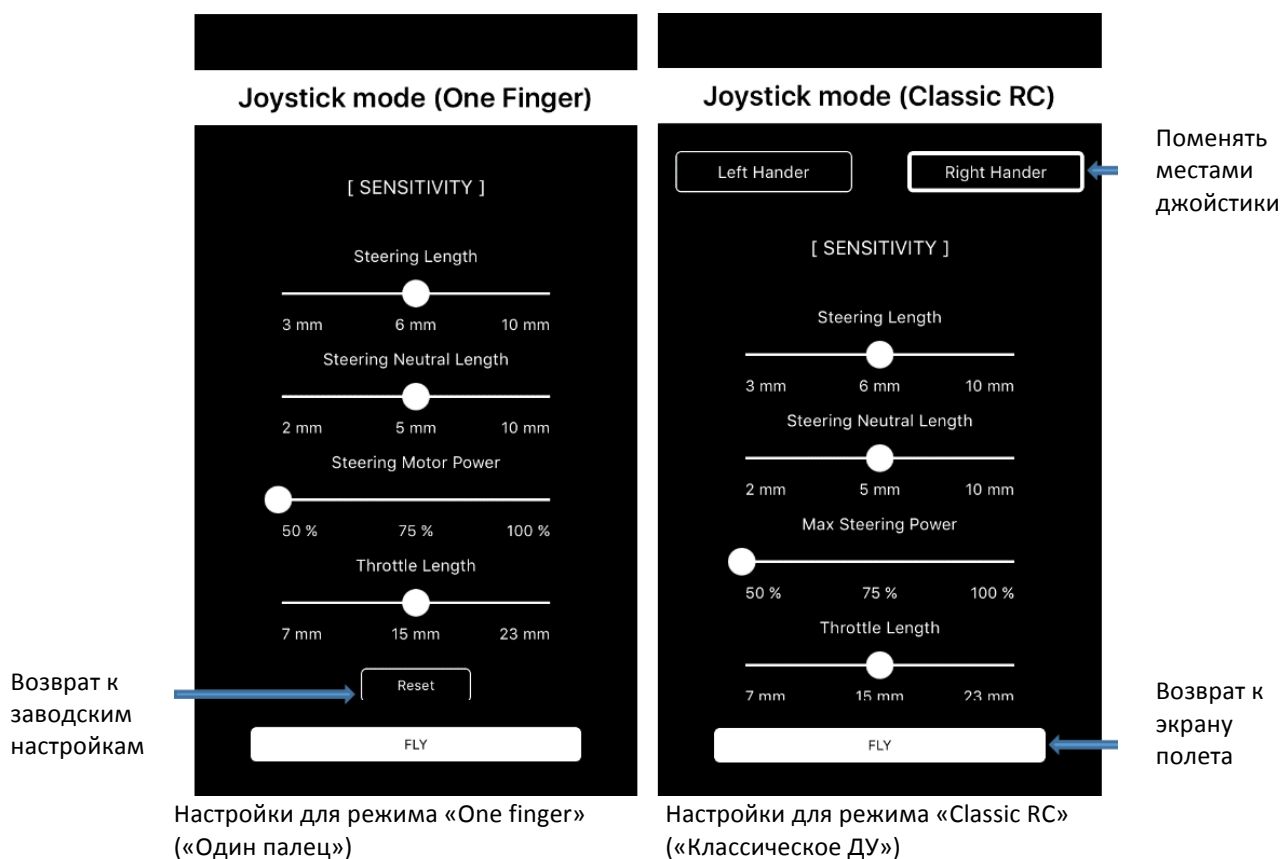 Joystick mode (One Finger)
[ SENSITIVITY ]
Steering Length
3 mm 6 mm 10 mm
Steering Neutral Length
2 mm 5 mm 10 mm
Steering Motor Power
50 % 75 % 100 %
Throttle Length
7 mm 15 mm 23 mm
Reset
FLY
Возврат к
заводским
настройкам
Настройки для режима «One finger»
(«Один палец»)
Joystick mode (Classic RC)
Left Hander Right Hander
Поменять
местами
джойстики
[ SENSITIVITY ]
Steering Length
3 mm 6 mm 10 mm
Steering Neutral Length
2 mm 5 mm 10 mm
Max Steering Power
50 % 75 % 100 %
Throttle Length
7 mm 15 mm 23 mm
FLY
Возврат к
экрану
полета
Настройки для режима «Classic RC»
(«Классическое ДУ»)